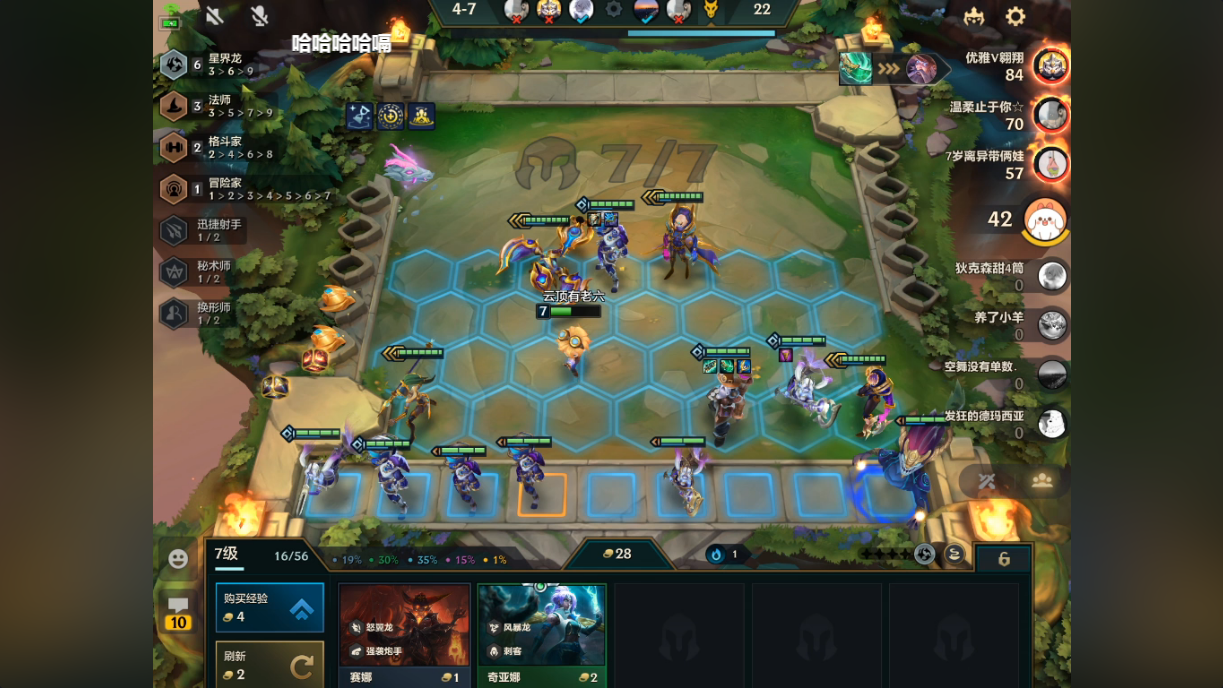 4-7
22
哈哈哈哈嗝
6 星界龙
3 > 6 > 9
3 法师
3 > 5 > 7 > 9
2 格斗家
2 > 4 > 6 > 8
1 冒险家
1 > 2 > 3 > 4 > 5 > 6 > 7
迅捷射手
1 / 2
秘术师
1 / 2
换形师
1 / 2
7/7
优雅V翱翔
84
温柔止于你☆
70
7岁离异带俩娃
57
42
狄克森甜4筒
0
养了小羊
0
空舞没有单数.
0
发狂的德玛西亚
0
云顶有老六
7
7级
16/56
19%
30%
35%
15%
1%
28
1
10
购买经验
4
刷新
2
怒翼龙
强袭炮手
赛娜
1
风暴龙
刺客
奇亚娜
2